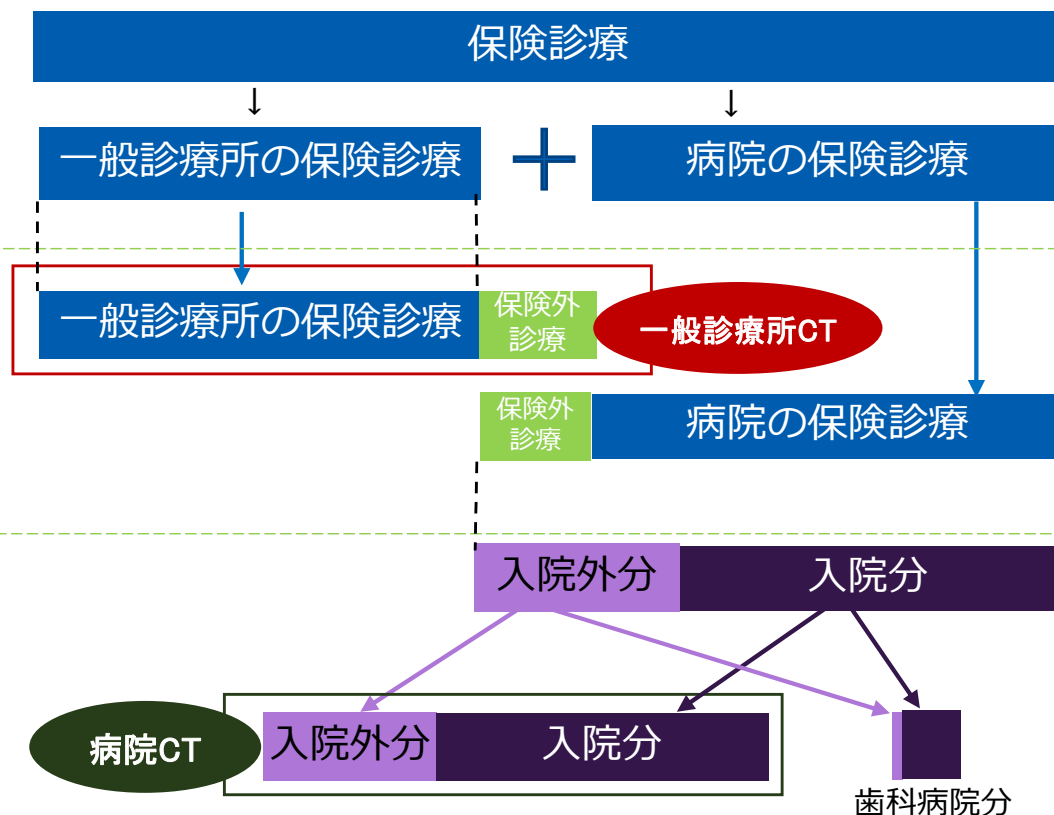 保険診療
↓
↓
一般診療所の保険診療
＋
病院の保険診療
一般診療所の保険診療
保険外
診療
一般診療所CT
保険外
診療
病院の保険診療
入院外分
入院分
病院CT
入院外分
入院分
歯科病院分